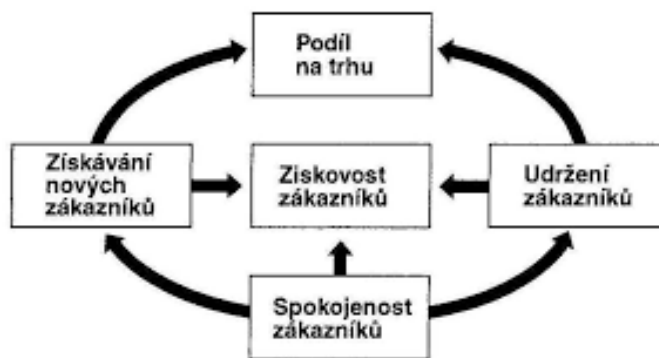 Podíl
na trhu
Získávání
nových
zákazníků
Ziskovost
zákazníků
Udržení
zákazníků
Spokojenost
zákazníků